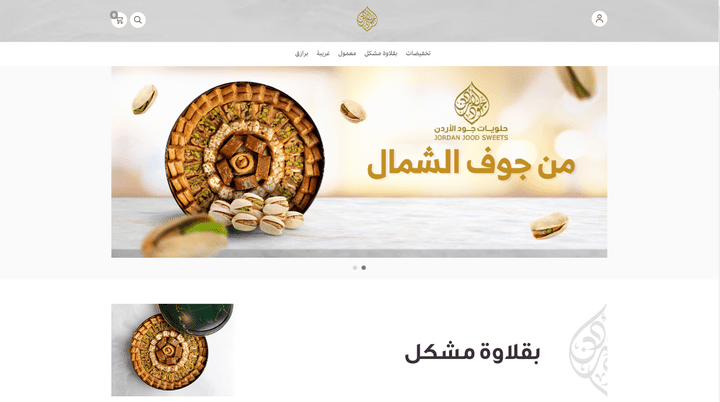 0
تخفيضات بقلاوة مشكل معمول غريبة برازق
حلويات جود الأردن
JORDAN JOOD SWEETS
من جوف الشمال
بقلاوة مشكل